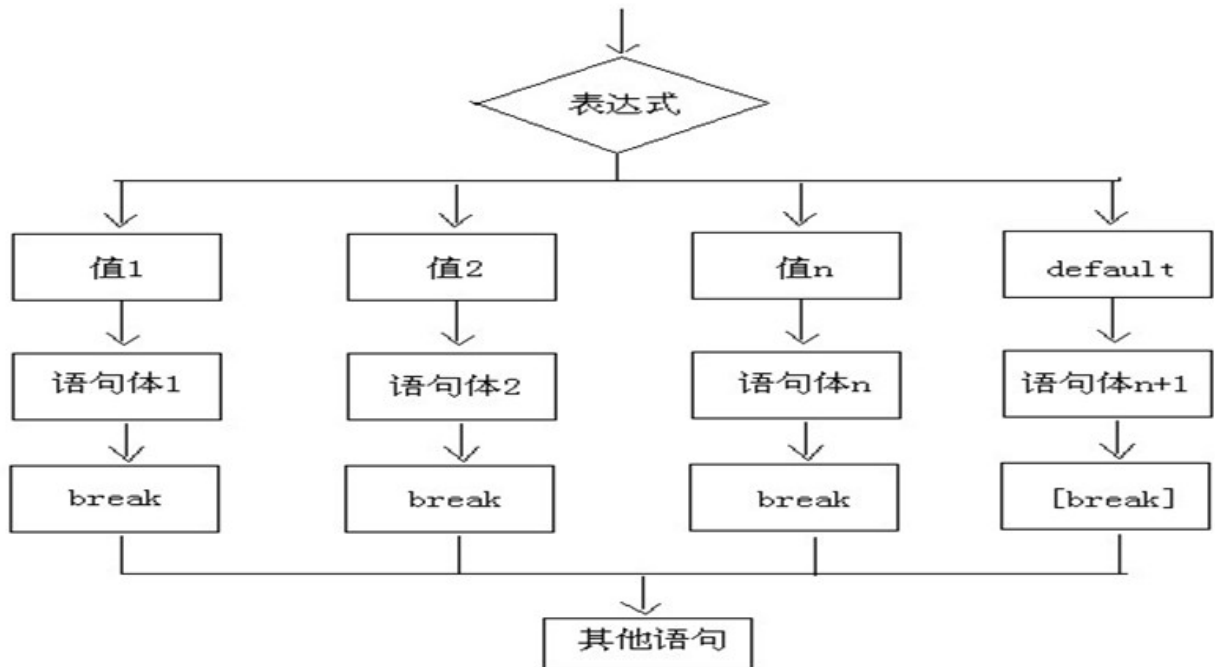 表达式
值1
值2
值n
default
语句体1
语句体2
语句体n
语句体n+1
break
break
break
[break]
其他语句